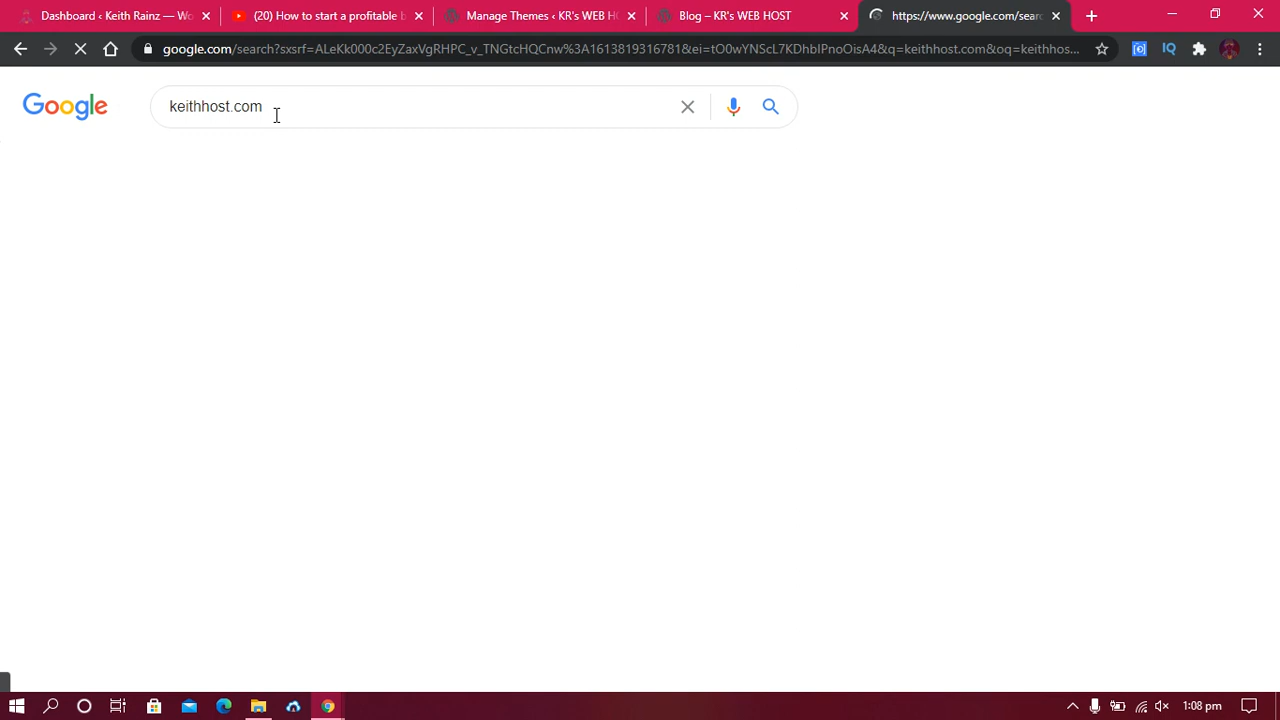 Dashboard ‹ Keith Rainz — Wo
(20) How to start a profitable b
Manage Themes ‹ KR's WEB HO
Blog – KR's WEB HOST
https://www.google.com/searc
google.com/search?sxsrf=ALeKk000c2EyZaxVgRHPC_v_TNGtcHQCnw%3A1613819316781&ei=tO0wYNScL7KDhbIPnoOisA4&q=keithhost.com&oq=keithhos...
IQ
Google
keithhost.com
1:08 pm